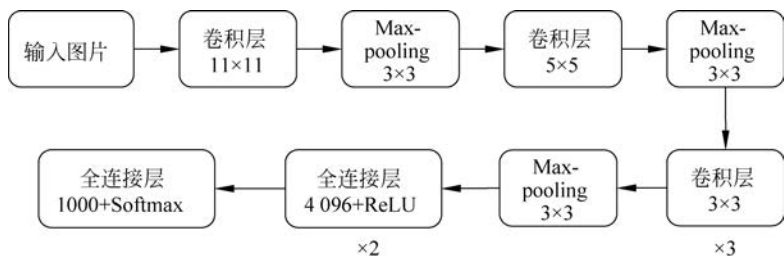 输入图片
卷积层
11×11
Max-
pooling
3×3
卷积层
5×5
Max-
pooling
3×3
卷积层
3×3
×3
Max-
pooling
3×3
全连接层
4 096+ReLU
×2
全连接层
1000+Softmax